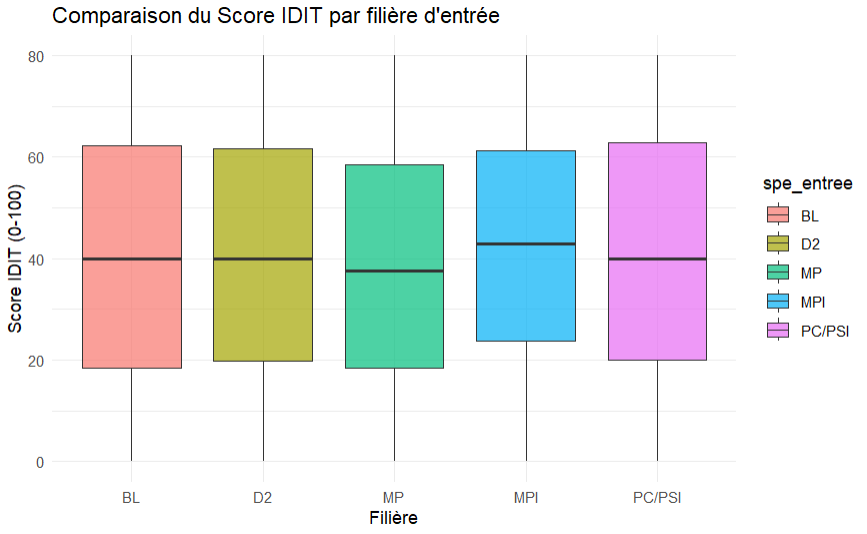 Comparaison du Score IDIT par filière d'entrée
Score IDIT (0-100)
80
60
40
20
0
BL
D2
MP
MPI
PC/PSI
Filière
spe_entree
BL
D2
MP
MPI
PC/PSI